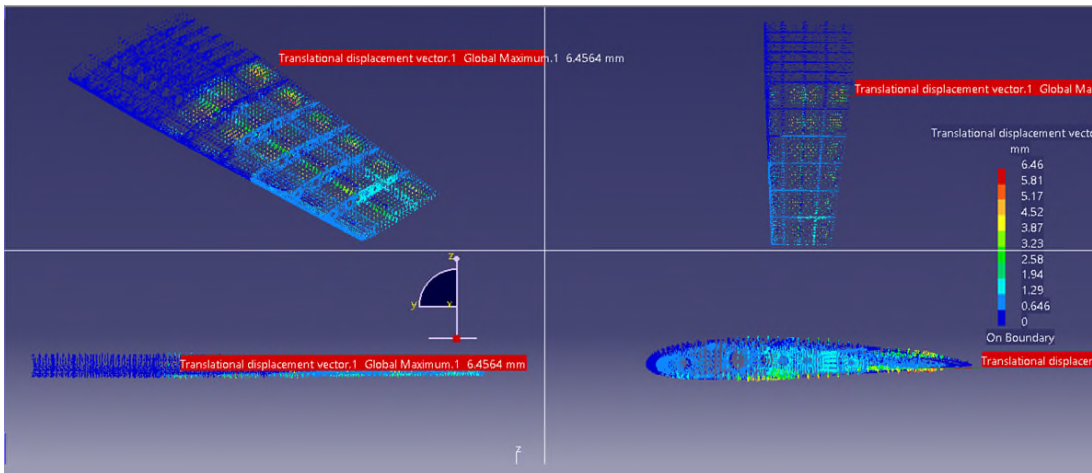 Translational displacement vector.1 Global Maximum.1 6.4564 mm
Translational displacement vector.1 Global Ma
Translational displacement vecto
mm
6.46
5.81
5.17
4.52
3.87
3.23
2.58
1.94
1.29
0.646
0
On Boundary
z
y x
Translational displacement vector.1 Global Maximum.1 6.4564 mm
Translational displacem
z